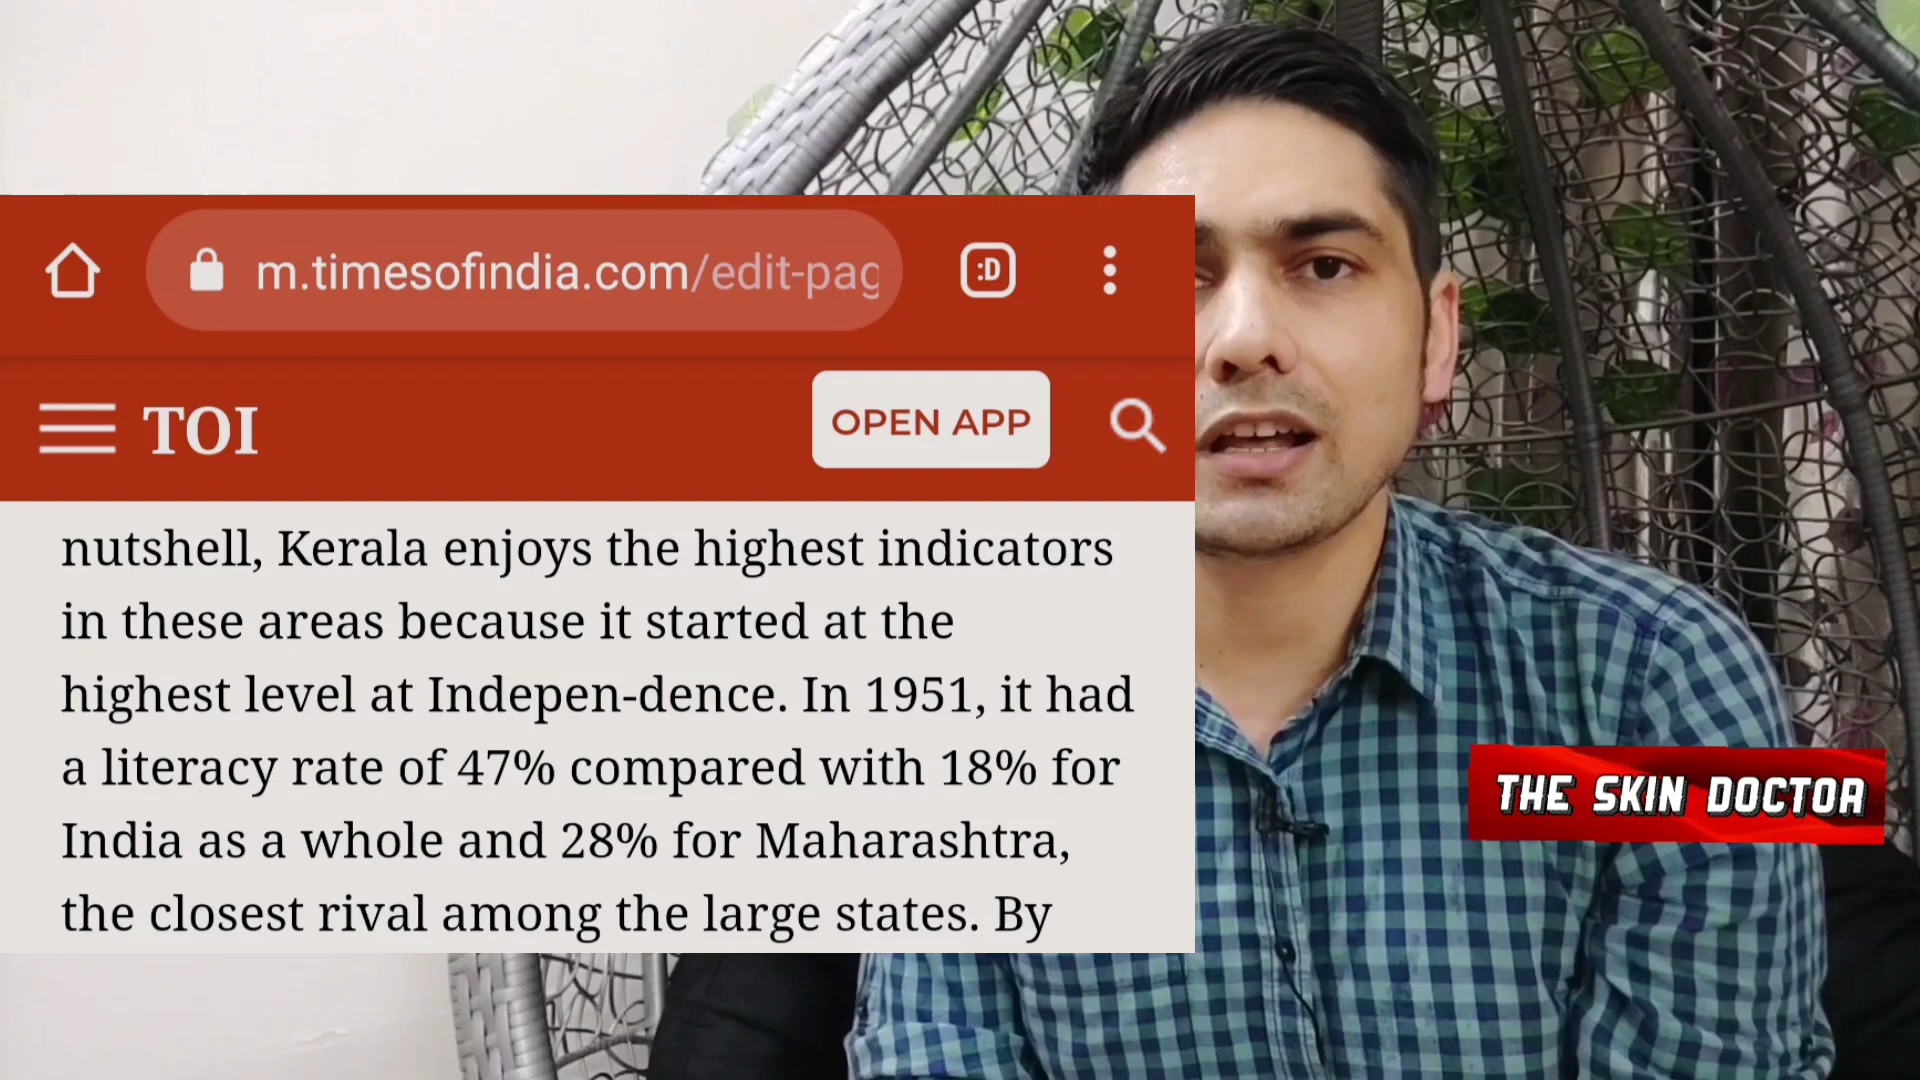 m.timesofindia.com/edit-pag
:D
TOI
OPEN APP
nutshell, Kerala enjoys the highest indicators
in these areas because it started at the
highest level at Indepen-dence. In 1951, it had
a literacy rate of 47% compared with 18% for
India as a whole and 28% for Maharashtra,
the closest rival among the large states. By
THE SKIN DOCTOR